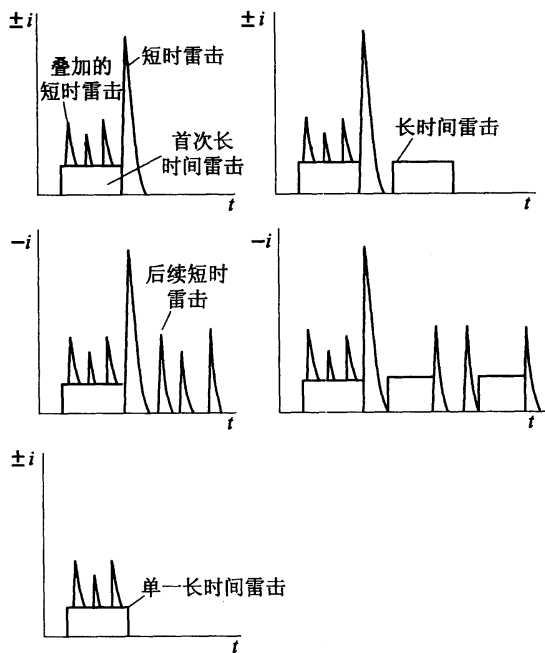 ±i
叠加的
短时雷击
短时雷击
首次长
时间雷击
t
±i
长时间雷击
t
-i
后续短时
雷击
t
-i
t
±i
单一长时间雷击
t